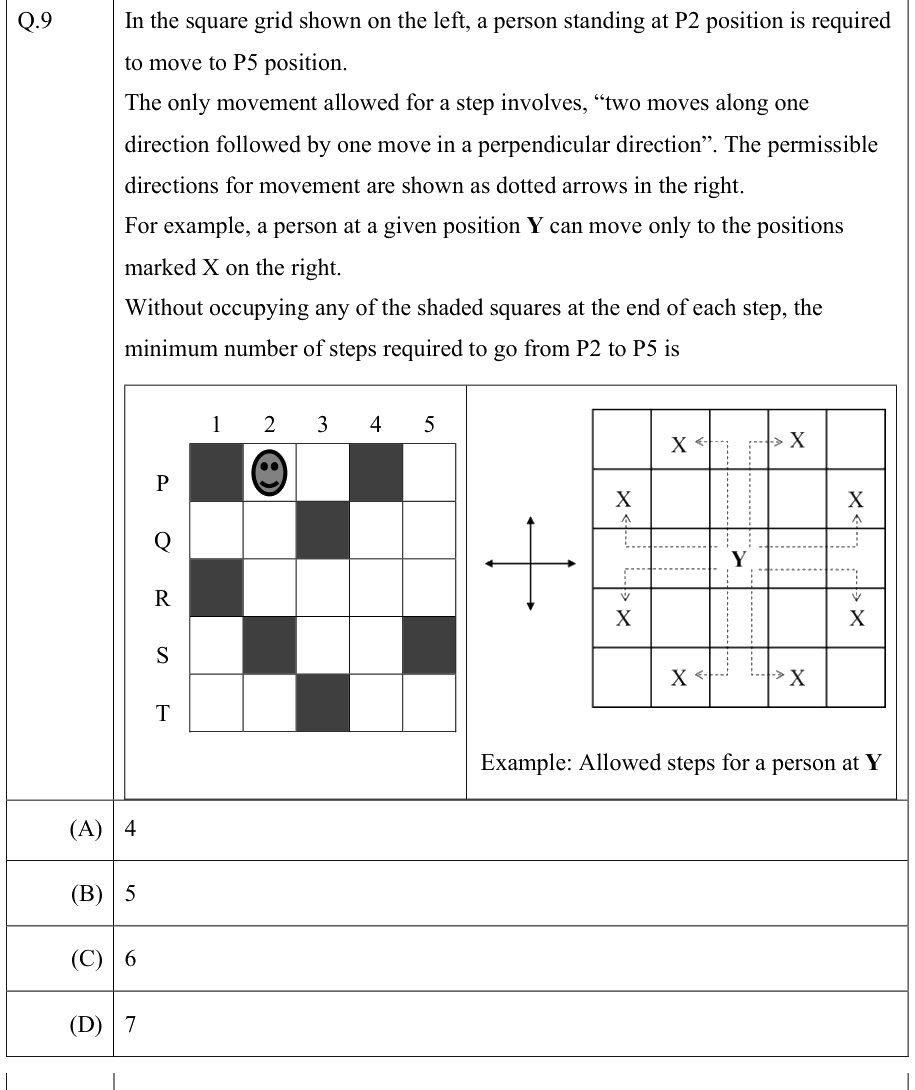 Q.9
In the square grid shown on the left, a person standing at P2 position is required
to move to P5 position.
The only movement allowed for a step involves, “two moves along one
direction followed by one move in a perpendicular direction”. The permissible
directions for movement are shown as dotted arrows in the right.
For example, a person at a given position Y can move only to the positions
marked X on the right.
Without occupying any of the shaded squares at the end of each step, the
minimum number of steps required to go from P2 to P5 is
1 2 3 4 5
P
Q
R
S
T
X X
X X
Y
X X
X X
Example: Allowed steps for a person at Y
(A) 4
(B) 5
(C) 6
(D) 7